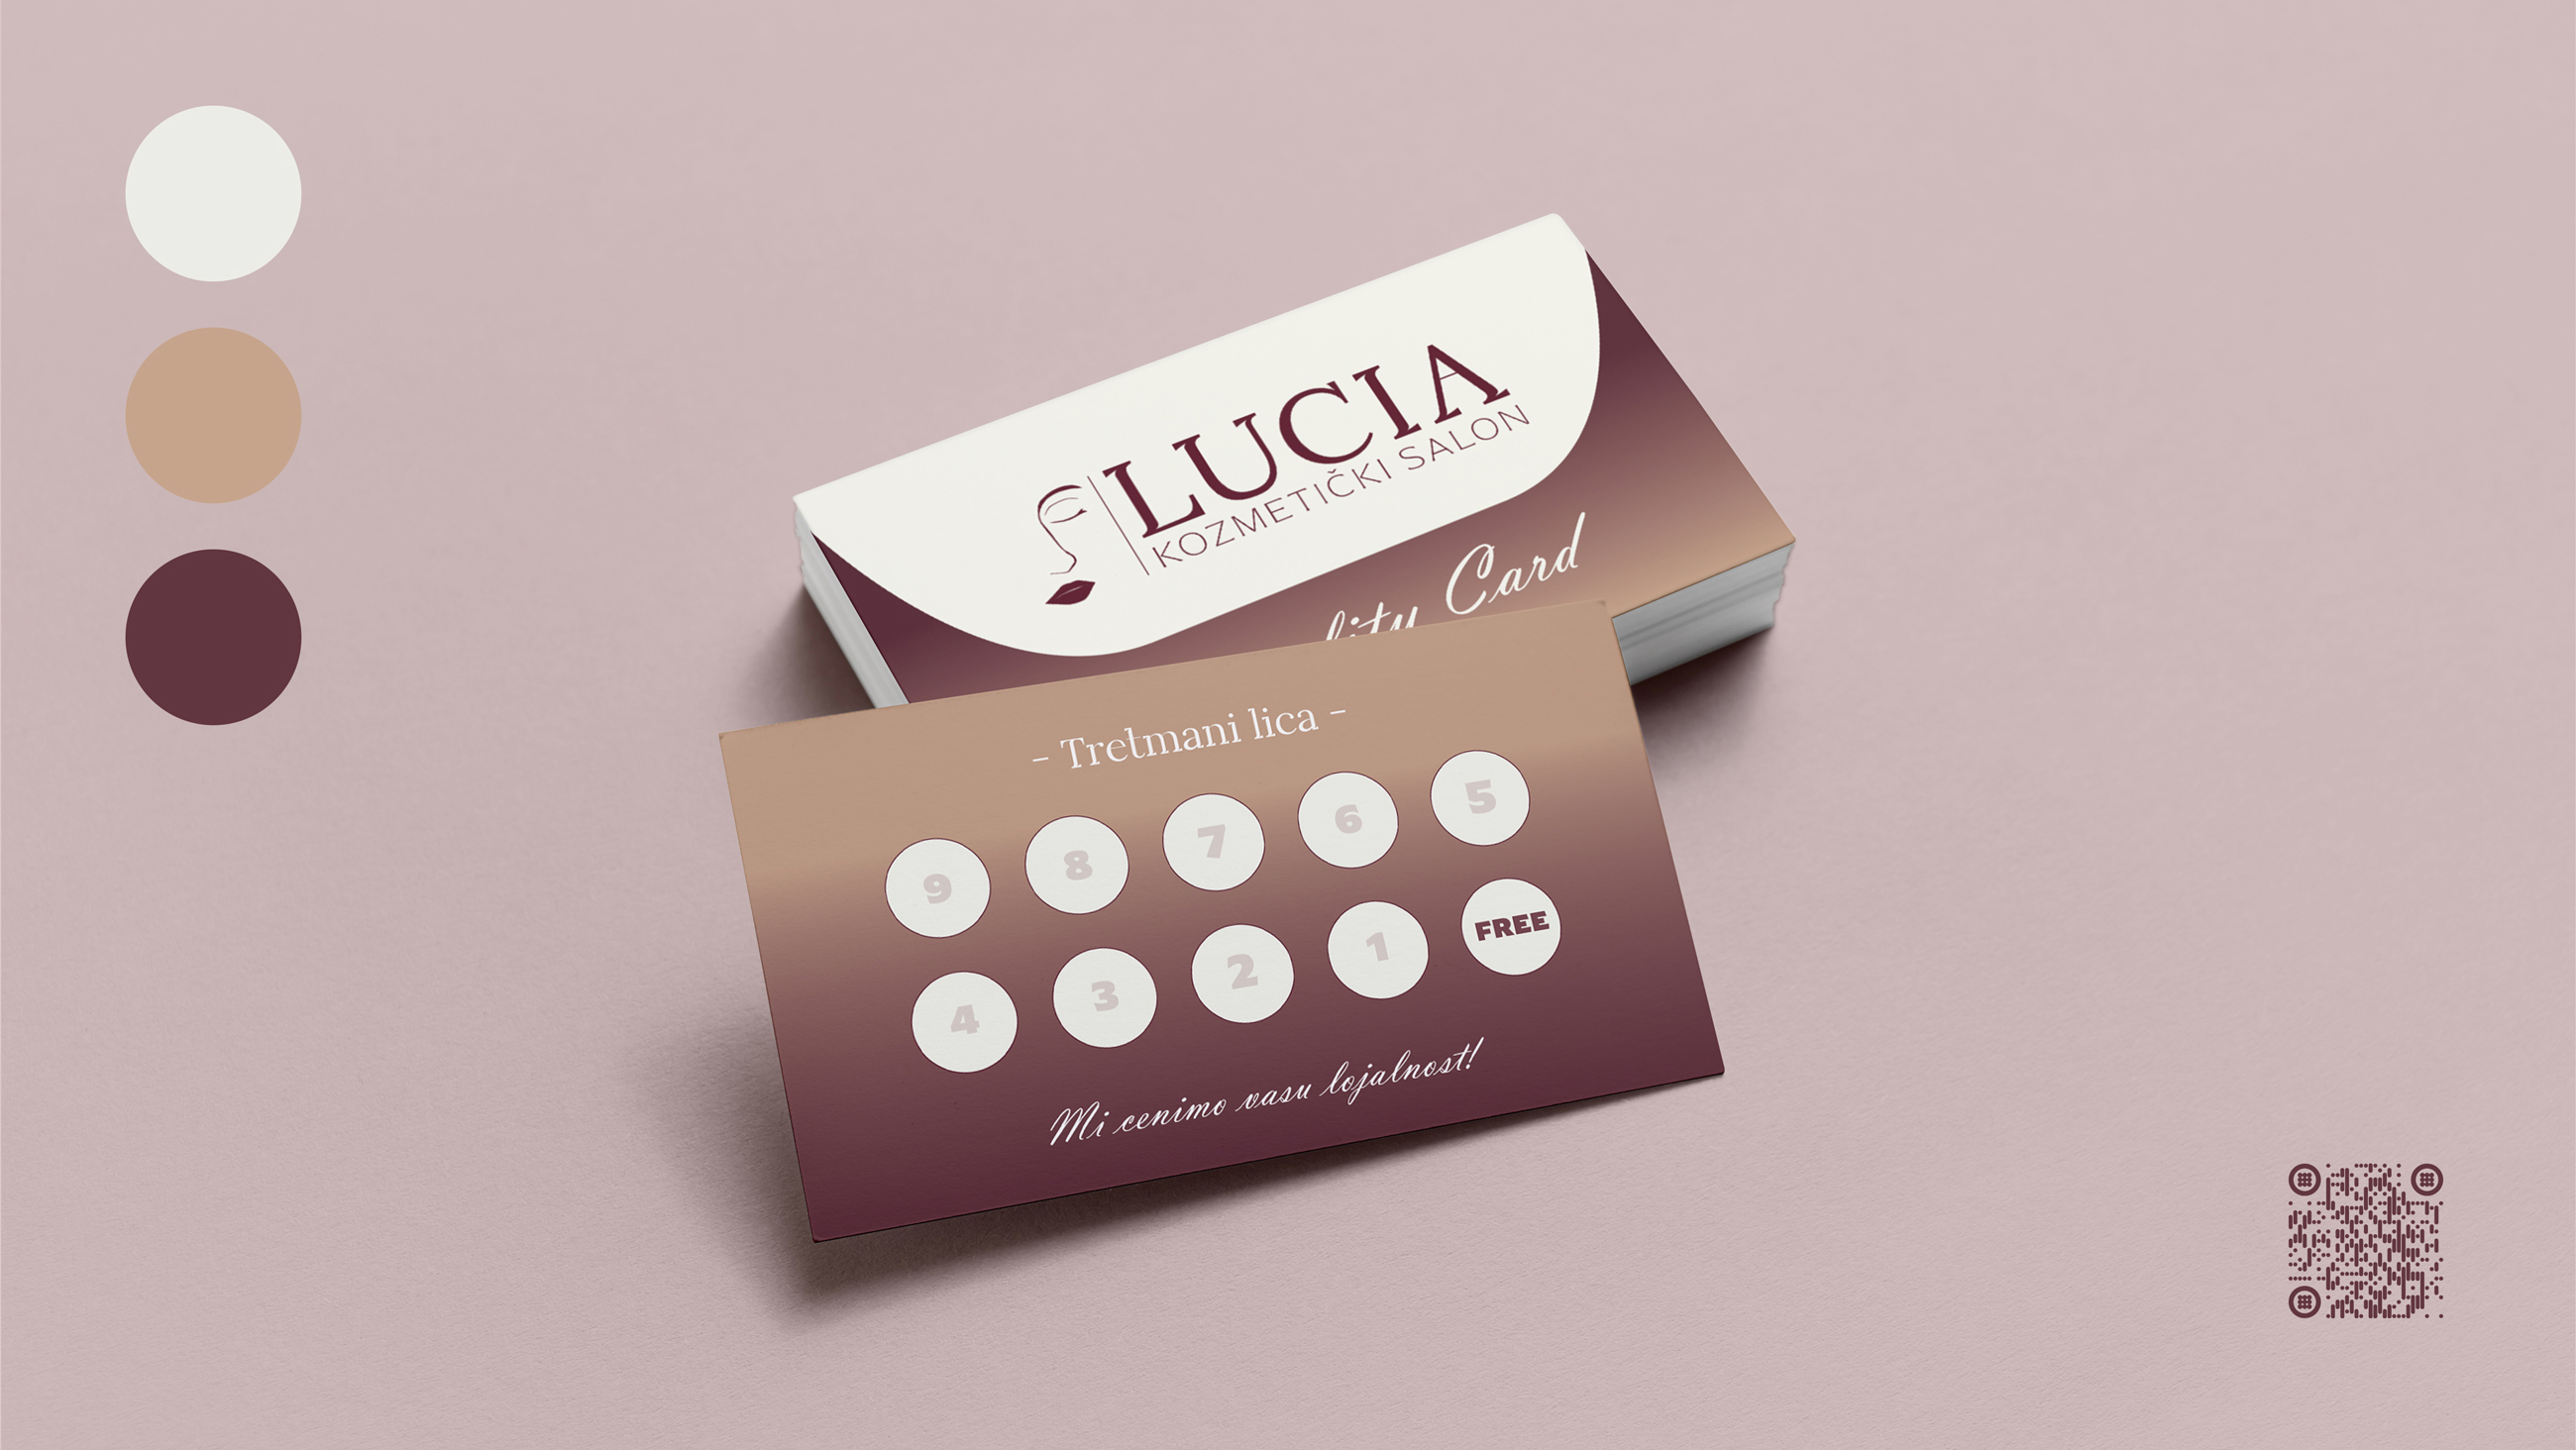 LUCIA
KOZMETIČKI SALON
Card
- Tretmani lica -
9 8 7 6 5
4 3 2 1 FREE
Mi cenimo vasu lojalnost!